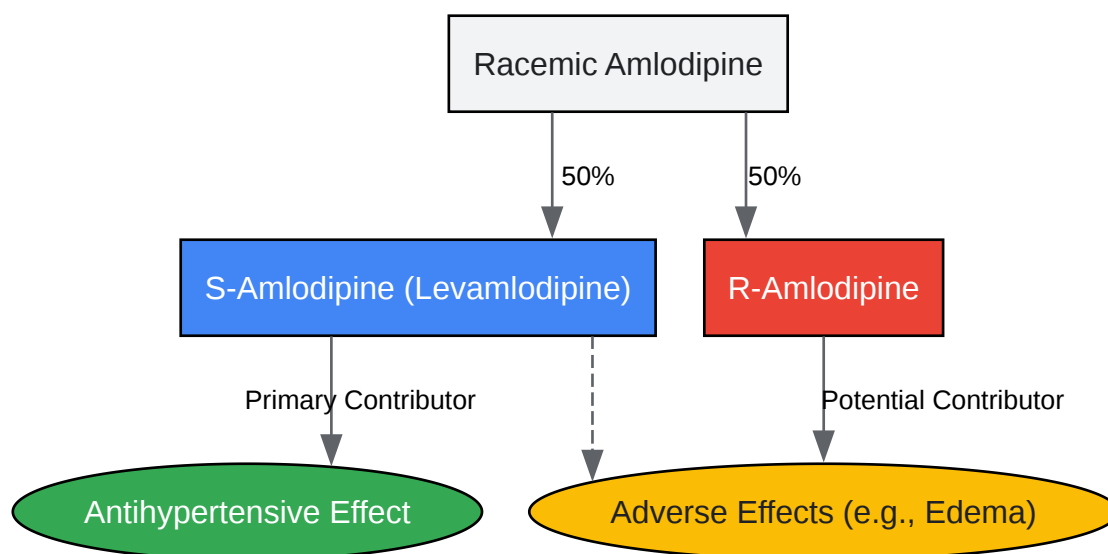 Racemic Amlodipine
50%
50%
S-Amlodipine (Levamlodipine)
R-Amlodipine
Primary Contributor
Potential Contributor
Antihypertensive Effect
Adverse Effects (e.g., Edema)